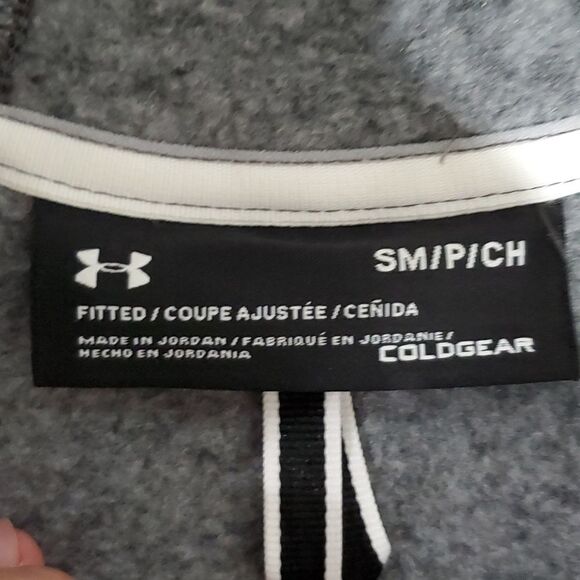 SM/P/CH
FITTED / COUPE AJUSTÉE / CEÑIDA
MADE IN JORDAN / FABRIQUÉ EN JORDANIE /
HECHO EN JORDANIA
COLDGEAR